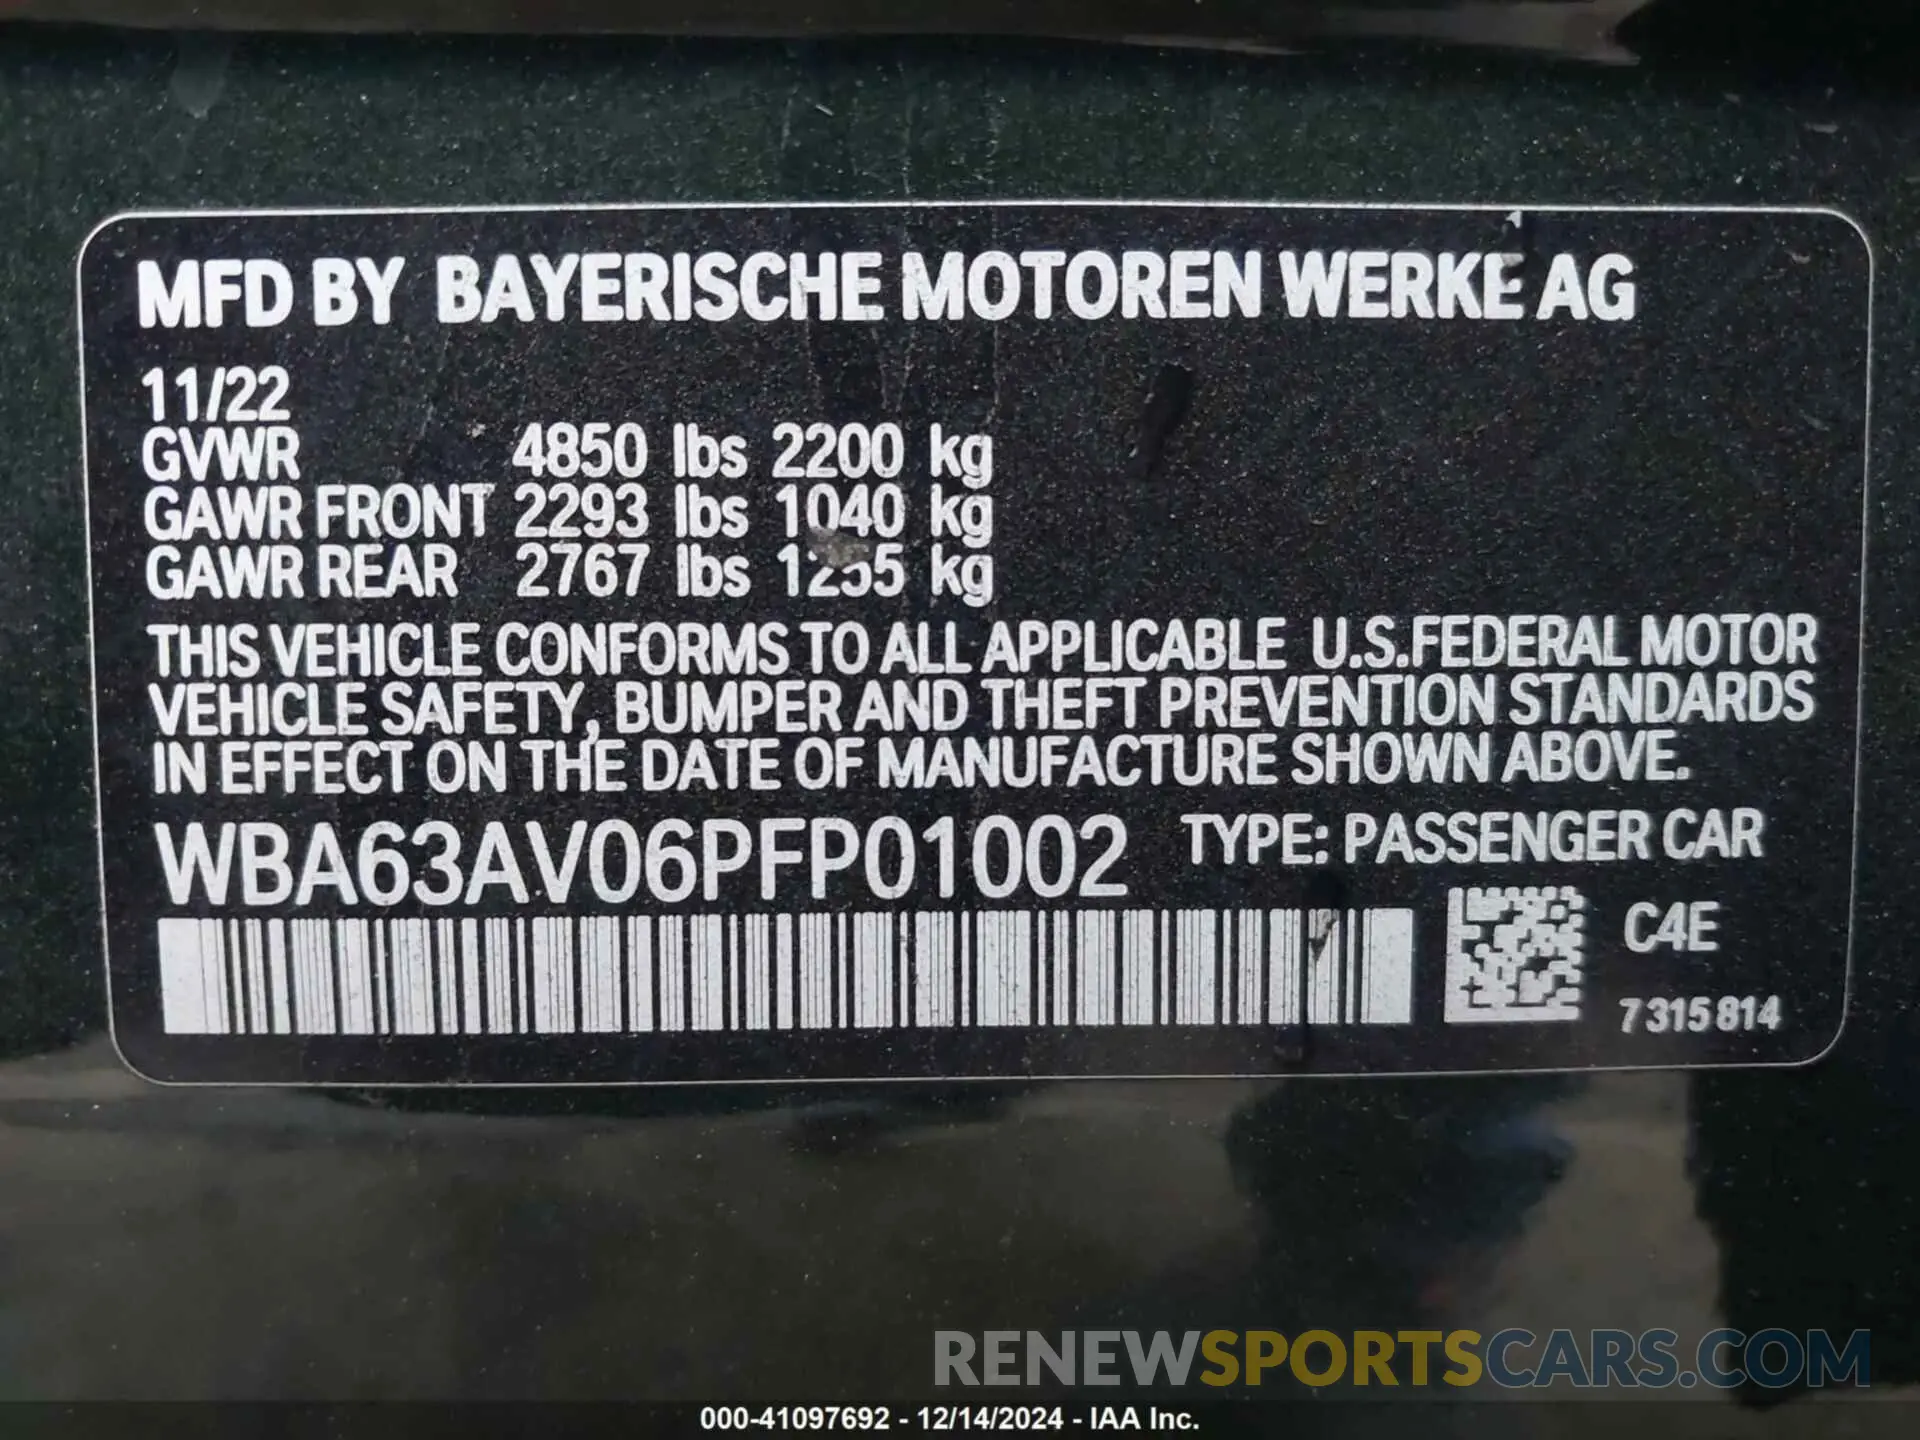 MFD BY BAYERISCHE MOTOREN WERKE AG
11/22
GVWR 4850 lbs 2200 kg
GAWR FRONT 2293 lbs 1040 kg
GAWR REAR 2767 lbs 1255 kg
THIS VEHICLE CONFORMS TO ALL APPLICABLE U.S.FEDERAL MOTOR
VEHICLE SAFETY, BUMPER AND THEFT PREVENTION STANDARDS
IN EFFECT ON THE DATE OF MANUFACTURE SHOWN ABOVE.
WBA63AV06PFP01002 TYPE: PASSENGER CAR
C4E
7 315 814
RENEWSPORTSCARS.COM
000-41097692 - 12/14/2024 - IAA Inc.